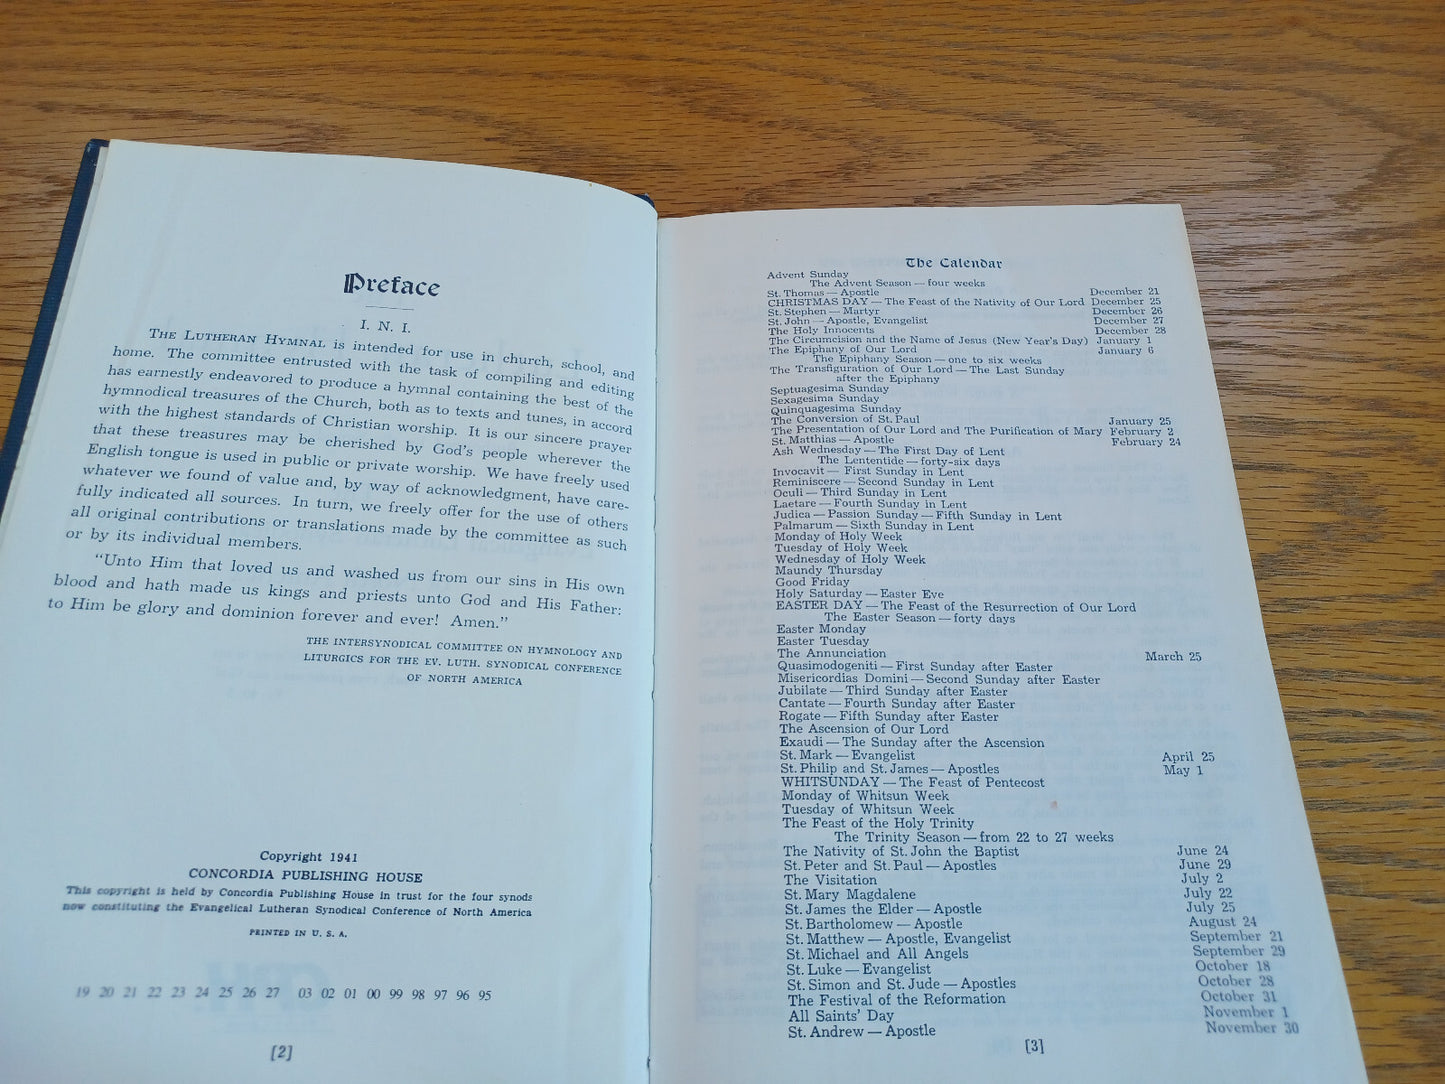 Preface
I. N. I.
THE LUTHERAN HYMNAL is intended for use in church, school, and
home. The committee entrusted with the task of compiling and editing
has earnestly endeavored to produce a hymnal containing the best of the
hymnodical treasures of the Church, both as to texts and tunes, in accord
with the highest standards of Christian worship. It is our sincere prayer
that these treasures may be cherished by God's people wherever the
English tongue is used in public or private worship. We have freely used
whatever we found of value and, by way of acknowledgment, have care-
fully indicated all sources. In turn, we freely offer for the use of others
all original contributions or translations made by the committee as such
or by its individual members.
"Unto Him that loved us and washed us from our sins in His own
blood and hath made us kings and priests unto God and His Father:
to Him be glory and dominion forever and ever! Amen."
THE INTERSYNODICAL COMMITTEE ON HYMNOLOGY AND
LITURGICS FOR THE EV. LUTH. SYNODICAL CONFERENCE
OF NORTH AMERICA
Copyright 1941
CONCORDIA PUBLISHING HOUSE
This copyright is held by Concordia Publishing House in trust for the four synods
now constituting the Evangelical Lutheran Synodical Conference of North America
PRINTED IN U. S. A.
19 20 21 22 23 24 25 26 27 03 02 01 00 99 98 97 96 95
[2]
The Calendar
Advent Sunday
The Advent Season — four weeks
St. Thomas — Apostle December 21
CHRISTMAS DAY — The Feast of the Nativity of Our Lord December 25
St. Stephen — Martyr December 26
St. John — Apostle, Evangelist December 27
The Holy Innocents December 28
The Circumcision and the Name of Jesus (New Year's Day) January 1
The Epiphany of Our Lord January 6
The Epiphany Season — one to six weeks
The Transfiguration of Our Lord — The Last Sunday
after the Epiphany
Septuagesima Sunday
Sexagesima Sunday
Quinquagesima Sunday
The Conversion of St. Paul January 25
The Presentation of Our Lord and The Purification of Mary February 2
St. Matthias — Apostle February 24
Ash Wednesday — The First Day of Lent
The Lententide — forty-six days
Invocavit — First Sunday in Lent
Reminiscere — Second Sunday in Lent
Oculi — Third Sunday in Lent
Laetare — Fourth Sunday in Lent
Judica — Passion Sunday — Fifth Sunday in Lent
Palmarum — Sixth Sunday in Lent
Monday of Holy Week
Tuesday of Holy Week
Wednesday of Holy Week
Maundy Thursday
Good Friday
Holy Saturday — Easter Eve
EASTER DAY — The Feast of the Resurrection of Our Lord
The Easter Season — forty days
Easter Monday
Easter Tuesday
The Annunciation March 25
Quasimodogeniti — First Sunday after Easter
Misericordias Domini — Second Sunday after Easter
Jubilate — Third Sunday after Easter
Cantate — Fourth Sunday after Easter
Rogate — Fifth Sunday after Easter
The Ascension of Our Lord
Exaudi — The Sunday after the Ascension
St. Mark — Evangelist April 25
St. Philip and St. James — Apostles May 1
WHITSUNDAY — The Feast of Pentecost
Monday of Whitsun Week
Tuesday of Whitsun Week
The Feast of the Holy Trinity
The Trinity Season — from 22 to 27 weeks
The Nativity of St. John the Baptist June 24
St. Peter and St. Paul — Apostles June 29
The Visitation July 2
St. Mary Magdalene July 22
St. James the Elder — Apostle July 25
St. Bartholomew — Apostle August 24
St. Matthew — Apostle, Evangelist September 21
St. Michael and All Angels September 29
St. Luke — Evangelist October 18
St. Simon and St. Jude — Apostles October 28
The Festival of the Reformation October 31
All Saints' Day November 1
St. Andrew — Apostle November 30
[3]